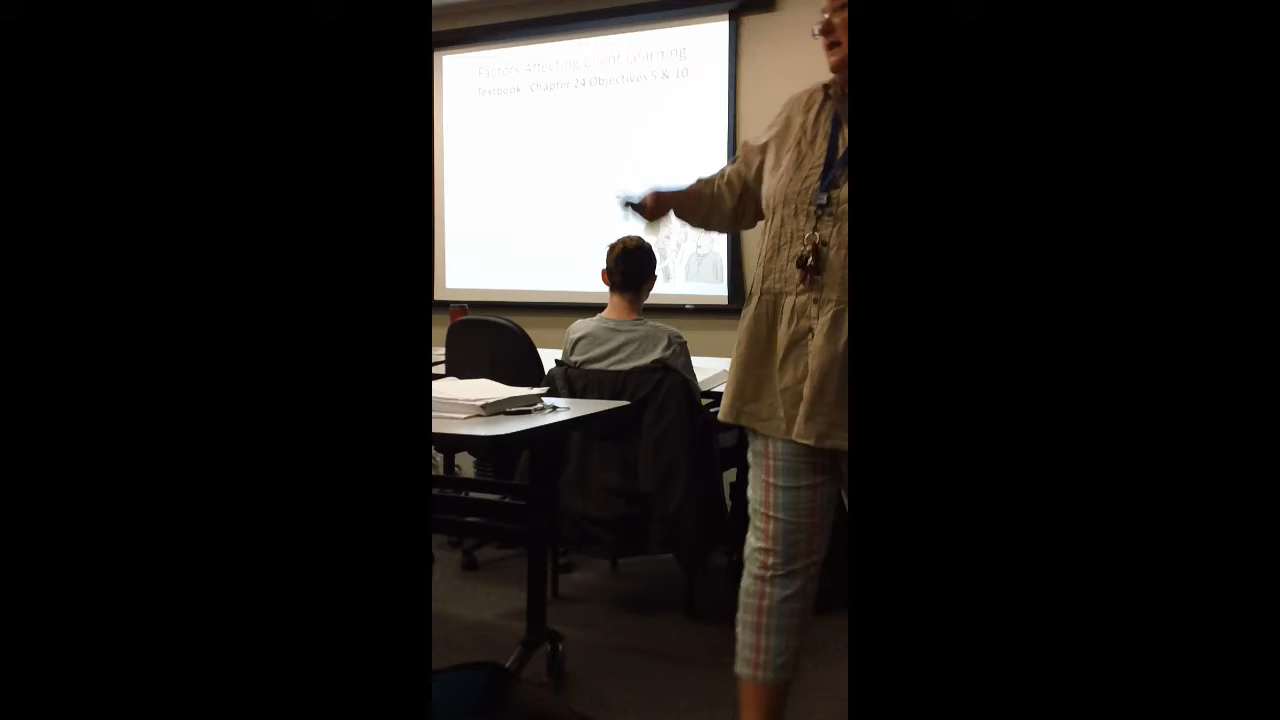 Factors Affecting Client Learning
Textbook: Chapter 24 Objectives 5 & 10